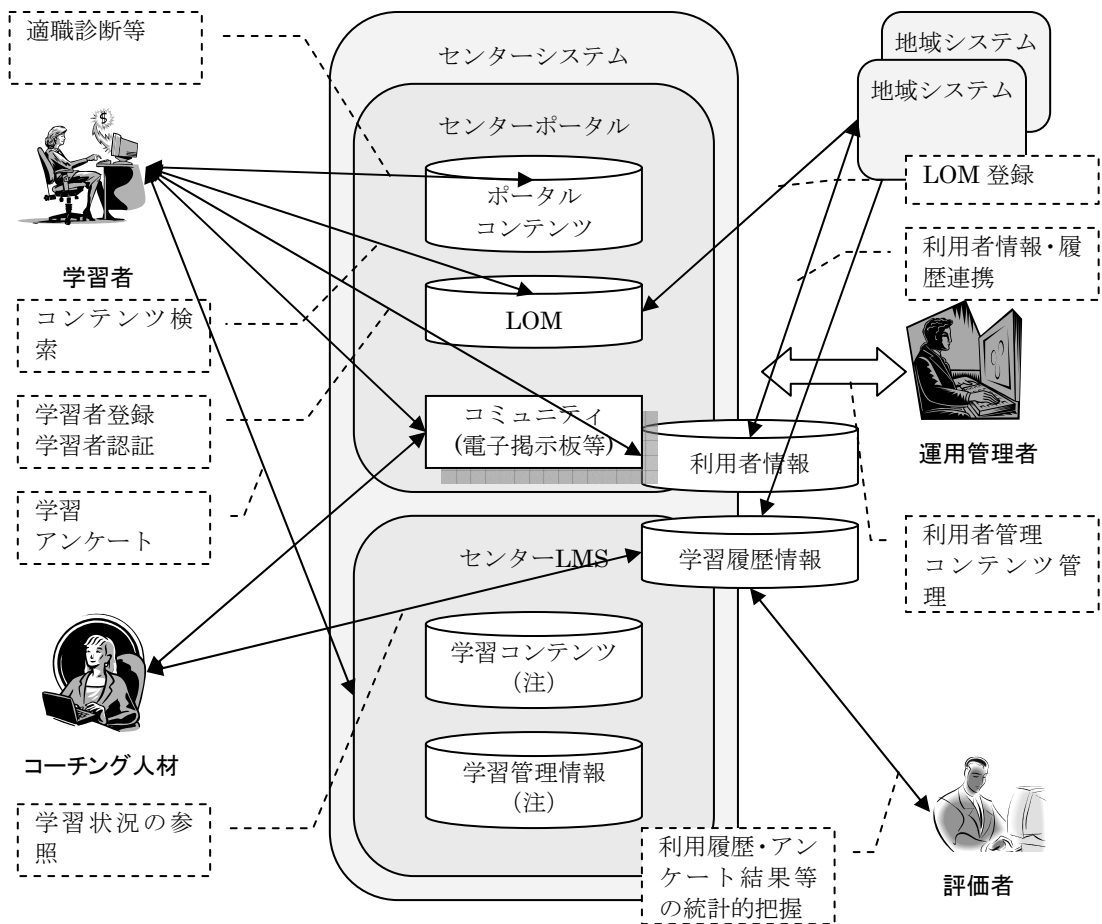 適職診断等
センターシステム
地域システム
地域システム
センターポータル
ポータル
コンテンツ
LOM 登録
学習者
利用者情報・履
歴連携
コンテンツ検
索
LOM
学習者登録
学習者認証
コミュニティ
(電子掲示板等)
利用者情報
運用管理者
学習
アンケート
センターLMS
学習履歴情報
利用者管理
コンテンツ管
理
学習コンテンツ
（注）
コーチング人材
学習管理情報
（注）
学習状況の参
照
利用履歴・アン
ケート結果等
の統計的把握
評価者
$